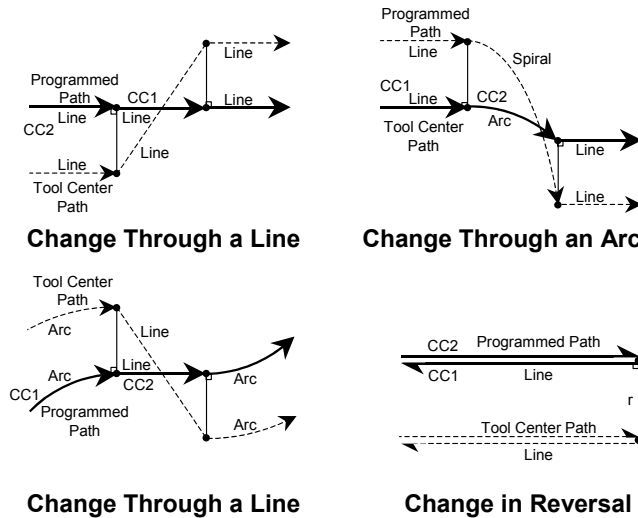 Line
Programmed
Path
CC1
Line
Line
Line
CC2
Line
Line
Tool Center
Path
Change Through a Line
Programmed
Path
Line
Spiral
CC1
Line
CC2
Arc
Tool Center
Path
Line
Line
Change Through an Arc
Tool Center
Path
Line
Arc
Line
Arc
CC2
Arc
CC1
Programmed
Path
Arc
Change Through a Line
CC2
Programmed Path
CC1
Line
r
Tool Center Path
Line
Change in Reversal